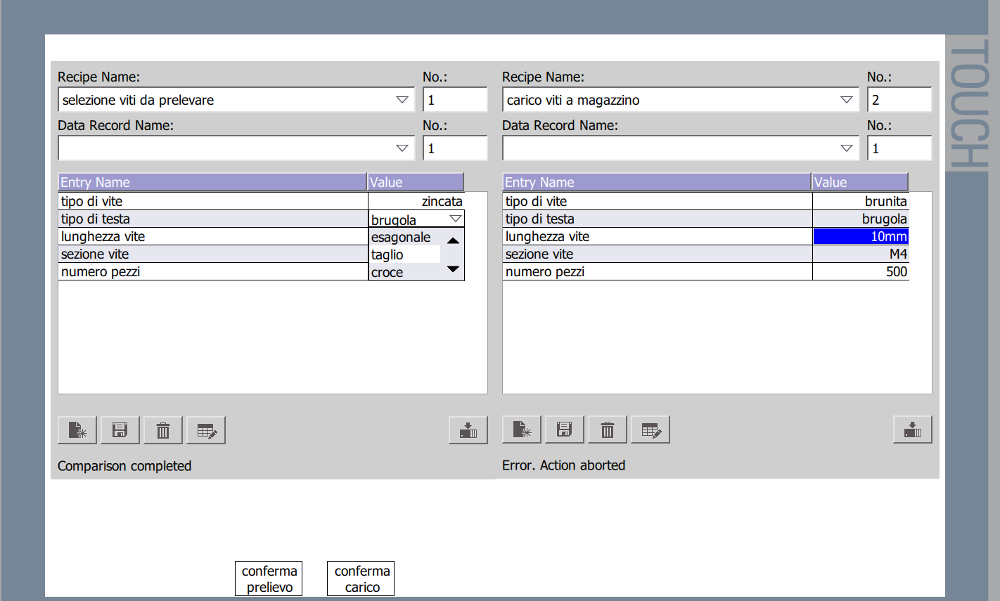 TOUCH
Recipe Name:
No.:
selezione viti da prelevare
1
Data Record Name:
No.:
1
Entry Name
Value
tipo di vite
zincata
tipo di testa
brugola
lunghezza vite
esagonale
sezione vite
taglio
numero pezzi
croce
Comparison completed
Recipe Name:
No.:
carico viti a magazzino
2
Data Record Name:
No.:
1
Entry Name
Value
tipo di vite
brunita
tipo di testa
brugola
lunghezza vite
10mm
sezione vite
M4
numero pezzi
500
Error. Action aborted
conferma
prelievo
conferma
carico